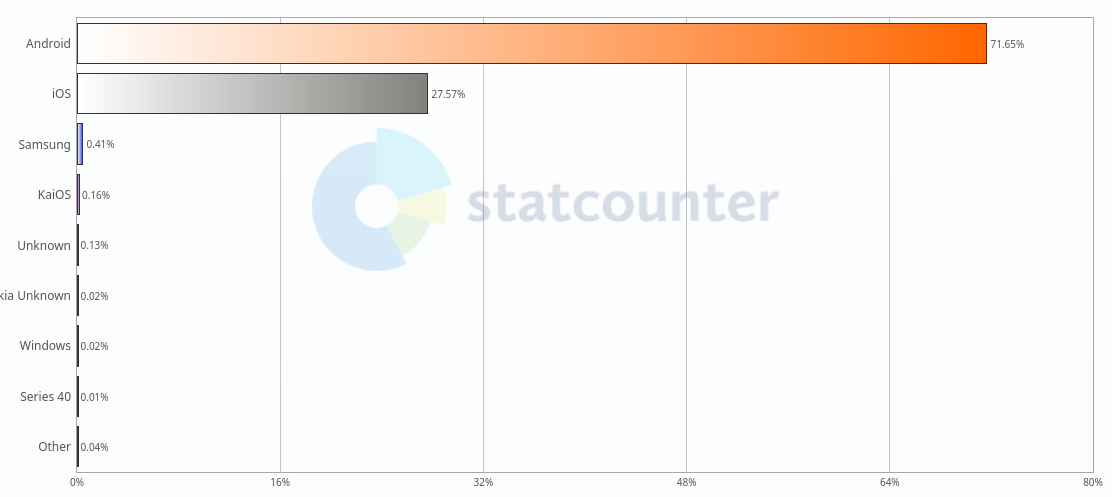 Android 71.65%
iOS 27.57%
Samsung 0.41%
KaiOS 0.16%
Unknown 0.13%
kia Unknown 0.02%
Windows 0.02%
Series 40 0.01%
Other 0.04%
statcounter
0% 16% 32% 48% 64% 80%